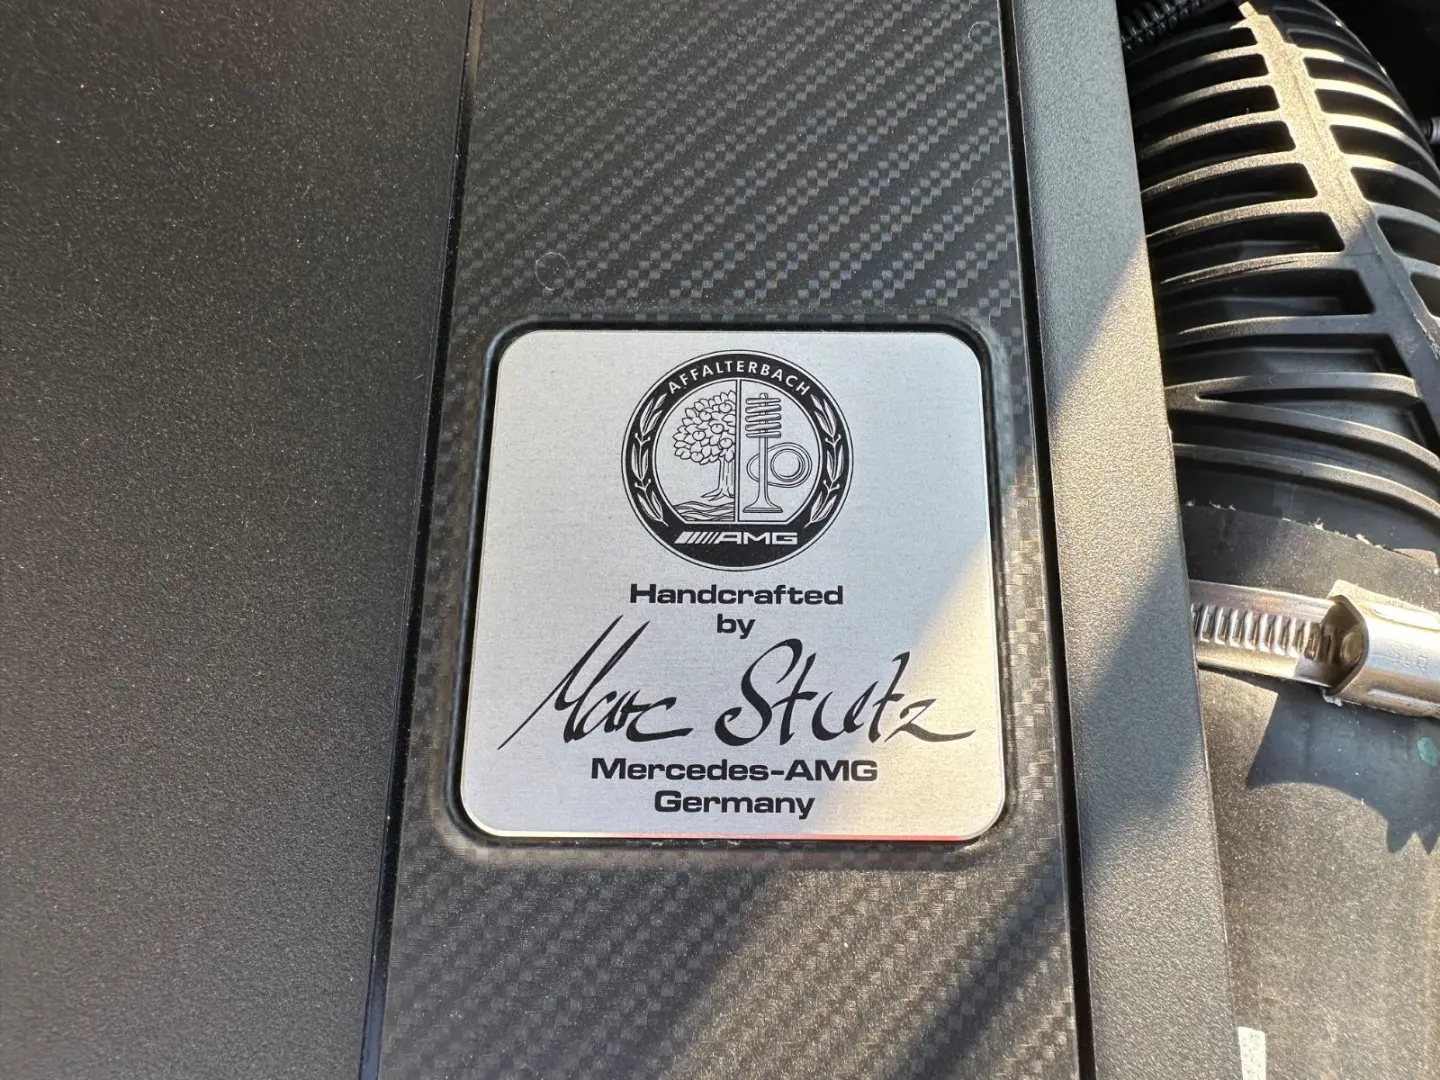 AFFALTERBACH
AMG
Handcrafted
by
Marc Stutz
Mercedes-AMG
Germany